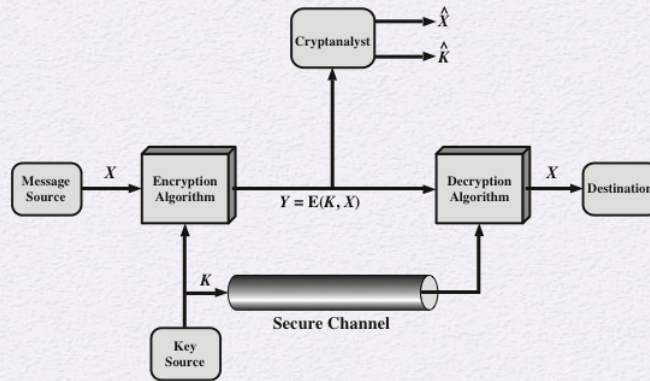 Cryptanalyst
X̂
K̂
Message
Source
X
Encryption
Algorithm
Y = E(K, X)
Decryption
Algorithm
X
Destination
K
Secure Channel
Key
Source